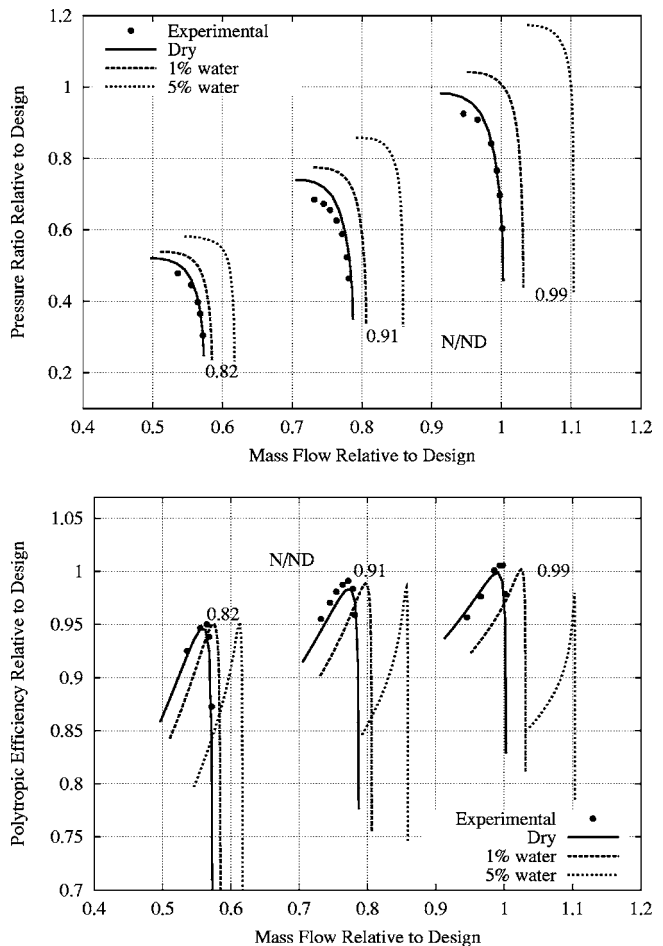 1.2
1
0.8
0.6
0.4
0.2
Pressure Ratio Relative to Design
Experimental
Dry
1% water
5% water
0.82
0.91
0.99
N/ND
0.4 0.5 0.6 0.7 0.8 0.9 1 1.1 1.2
Mass Flow Relative to Design
1.05
1
0.95
0.9
0.85
0.8
0.75
0.7
Polytropic Efficiency Relative to Design
N/ND
0.82
0.91
0.99
Experimental
Dry
1% water
5% water
0.4 0.5 0.6 0.7 0.8 0.9 1 1.1 1.2
Mass Flow Relative to Design